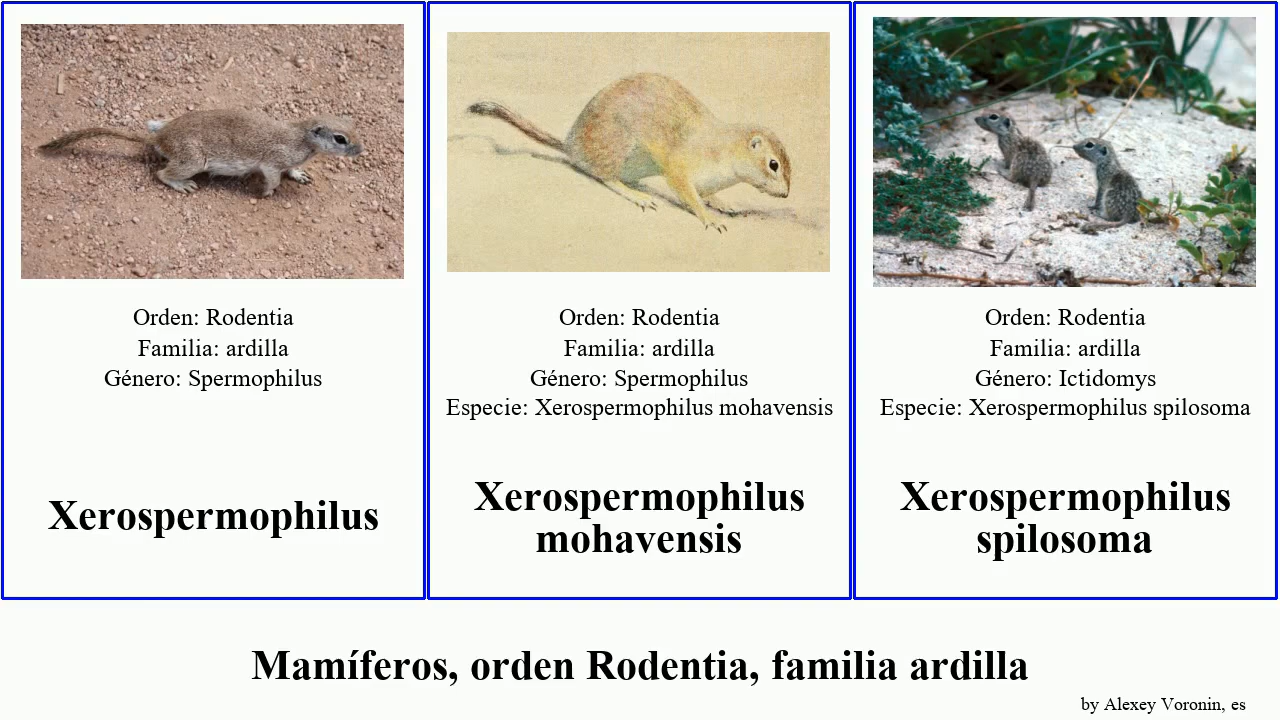 Orden: Rodentia
Familia: ardilla
Género: Spermophilus
Xerospermophilus
Orden: Rodentia
Familia: ardilla
Género: Spermophilus
Especie: Xerospermophilus mohavensis
Xerospermophilus
mohavensis
Orden: Rodentia
Familia: ardilla
Género: Ictidomys
Especie: Xerospermophilus spilosoma
Xerospermophilus
spilosoma
Mamíferos, orden Rodentia, familia ardilla
by Alexey Voronin, es